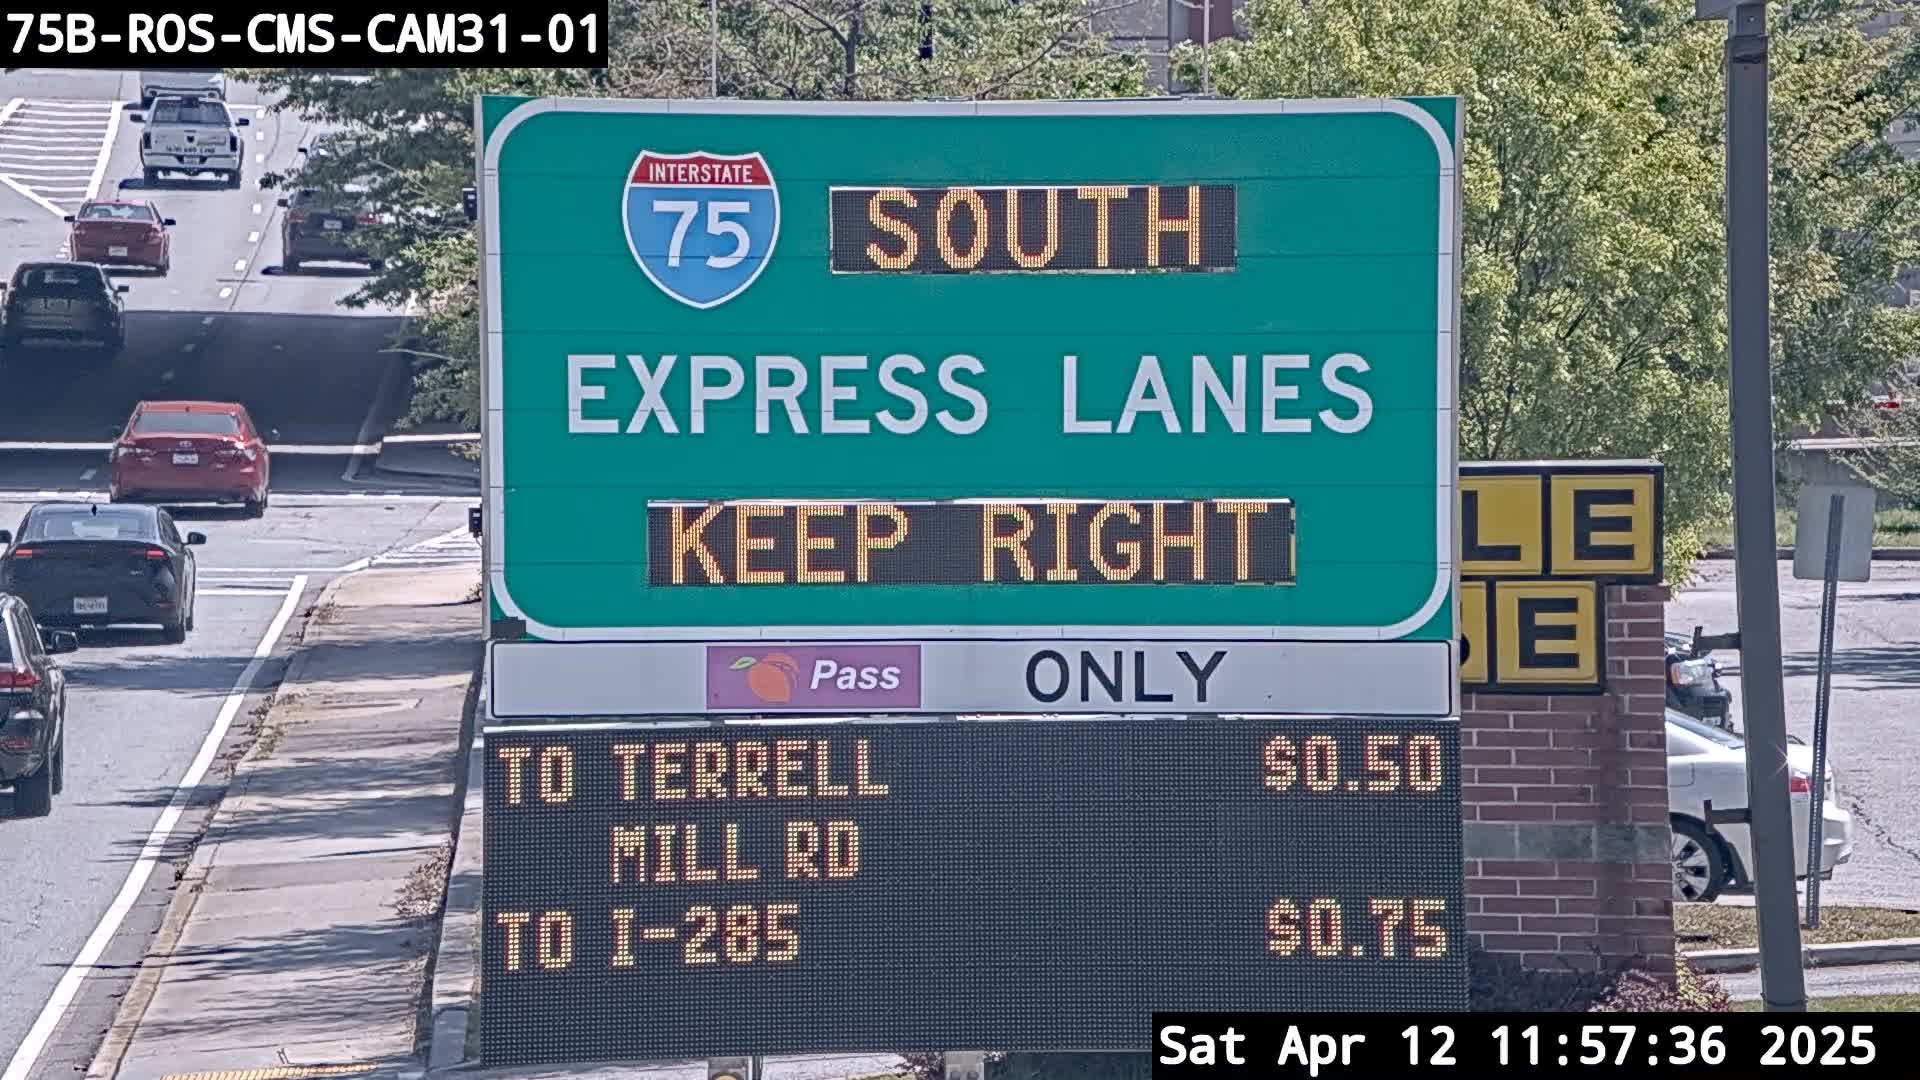 75B-ROS-CMS-CAM31-01
INTERSTATE
75
SOUTH
EXPRESS LANES
KEEP RIGHT
Pass ONLY
TO TERRELL $0.50
MILL RD
TO I-285 $0.75
LE
E
Sat Apr 12 11:57:36 2025